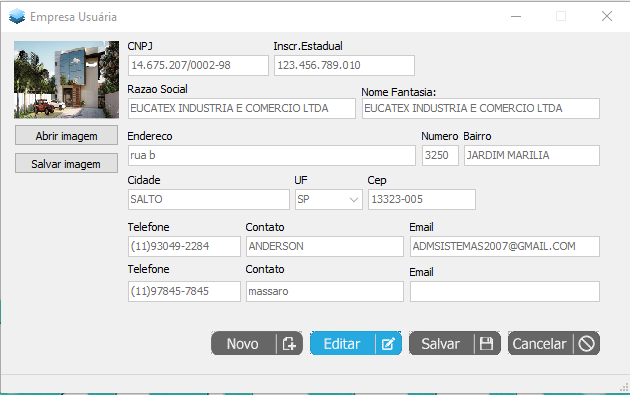 Empresa Usuária
CNPJ Inscr.Estadual
14.675.207/0002-98 123.456.789.010
Razao Social Nome Fantasia:
EUCATEX INDUSTRIA E COMERCIO LTDA EUCATEX INDUSTRIA E COMERCIO LTDA
Abrir imagem
Salvar imagem
Endereco Numero Bairro
rua b 3250 JARDIM MARILIA
Cidade UF Cep
SALTO SP 13323-005
Telefone Contato Email
(11)93049-2284 ANDERSON ADMSISTEMAS2007@GMAIL.COM
Telefone Contato Email
(11)97845-7845 massaro
Novo Editar Salvar Cancelar